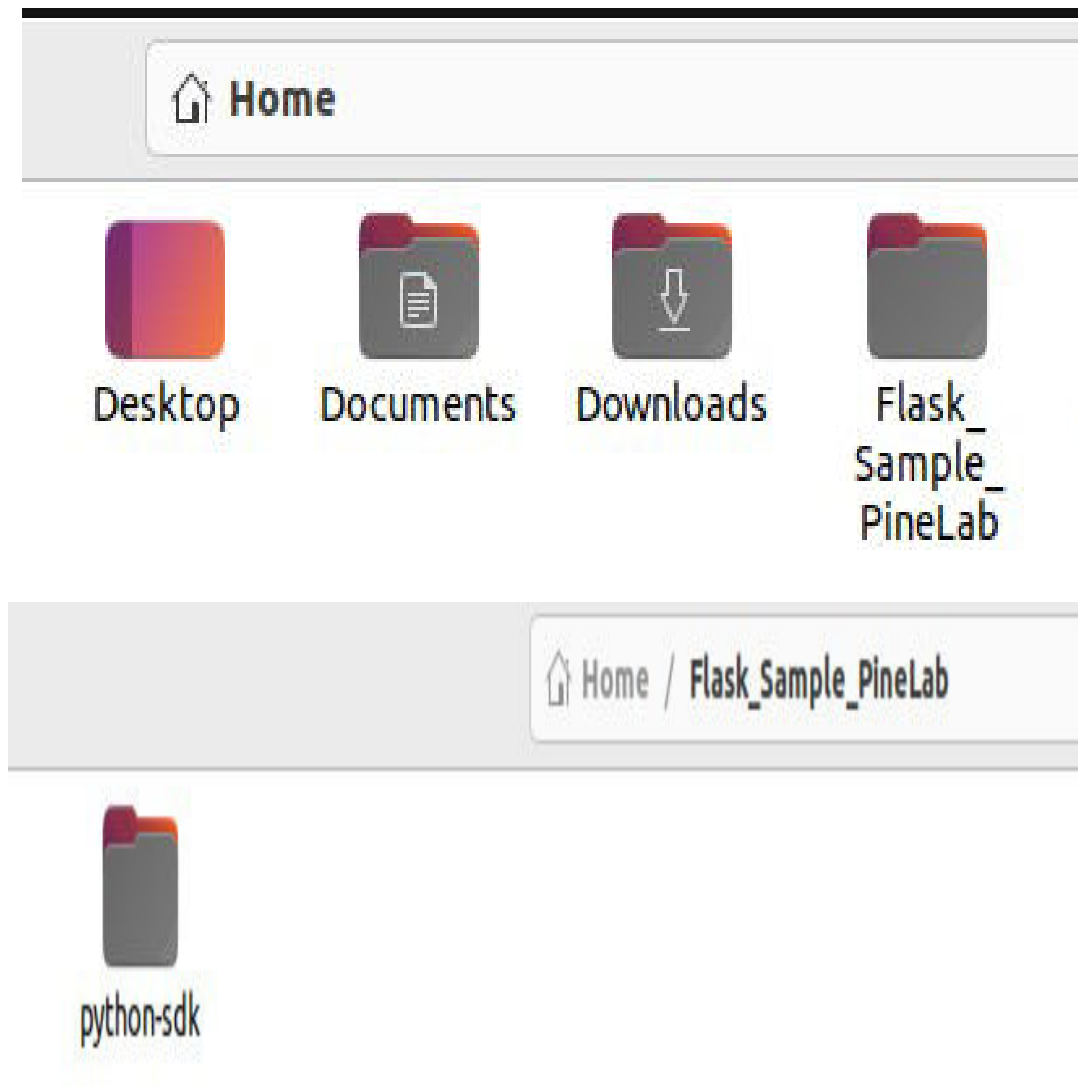 Home
Desktop Documents Downloads Flask_
Sample_
PineLab
Home / Flask_Sample_PineLab
python-sdk